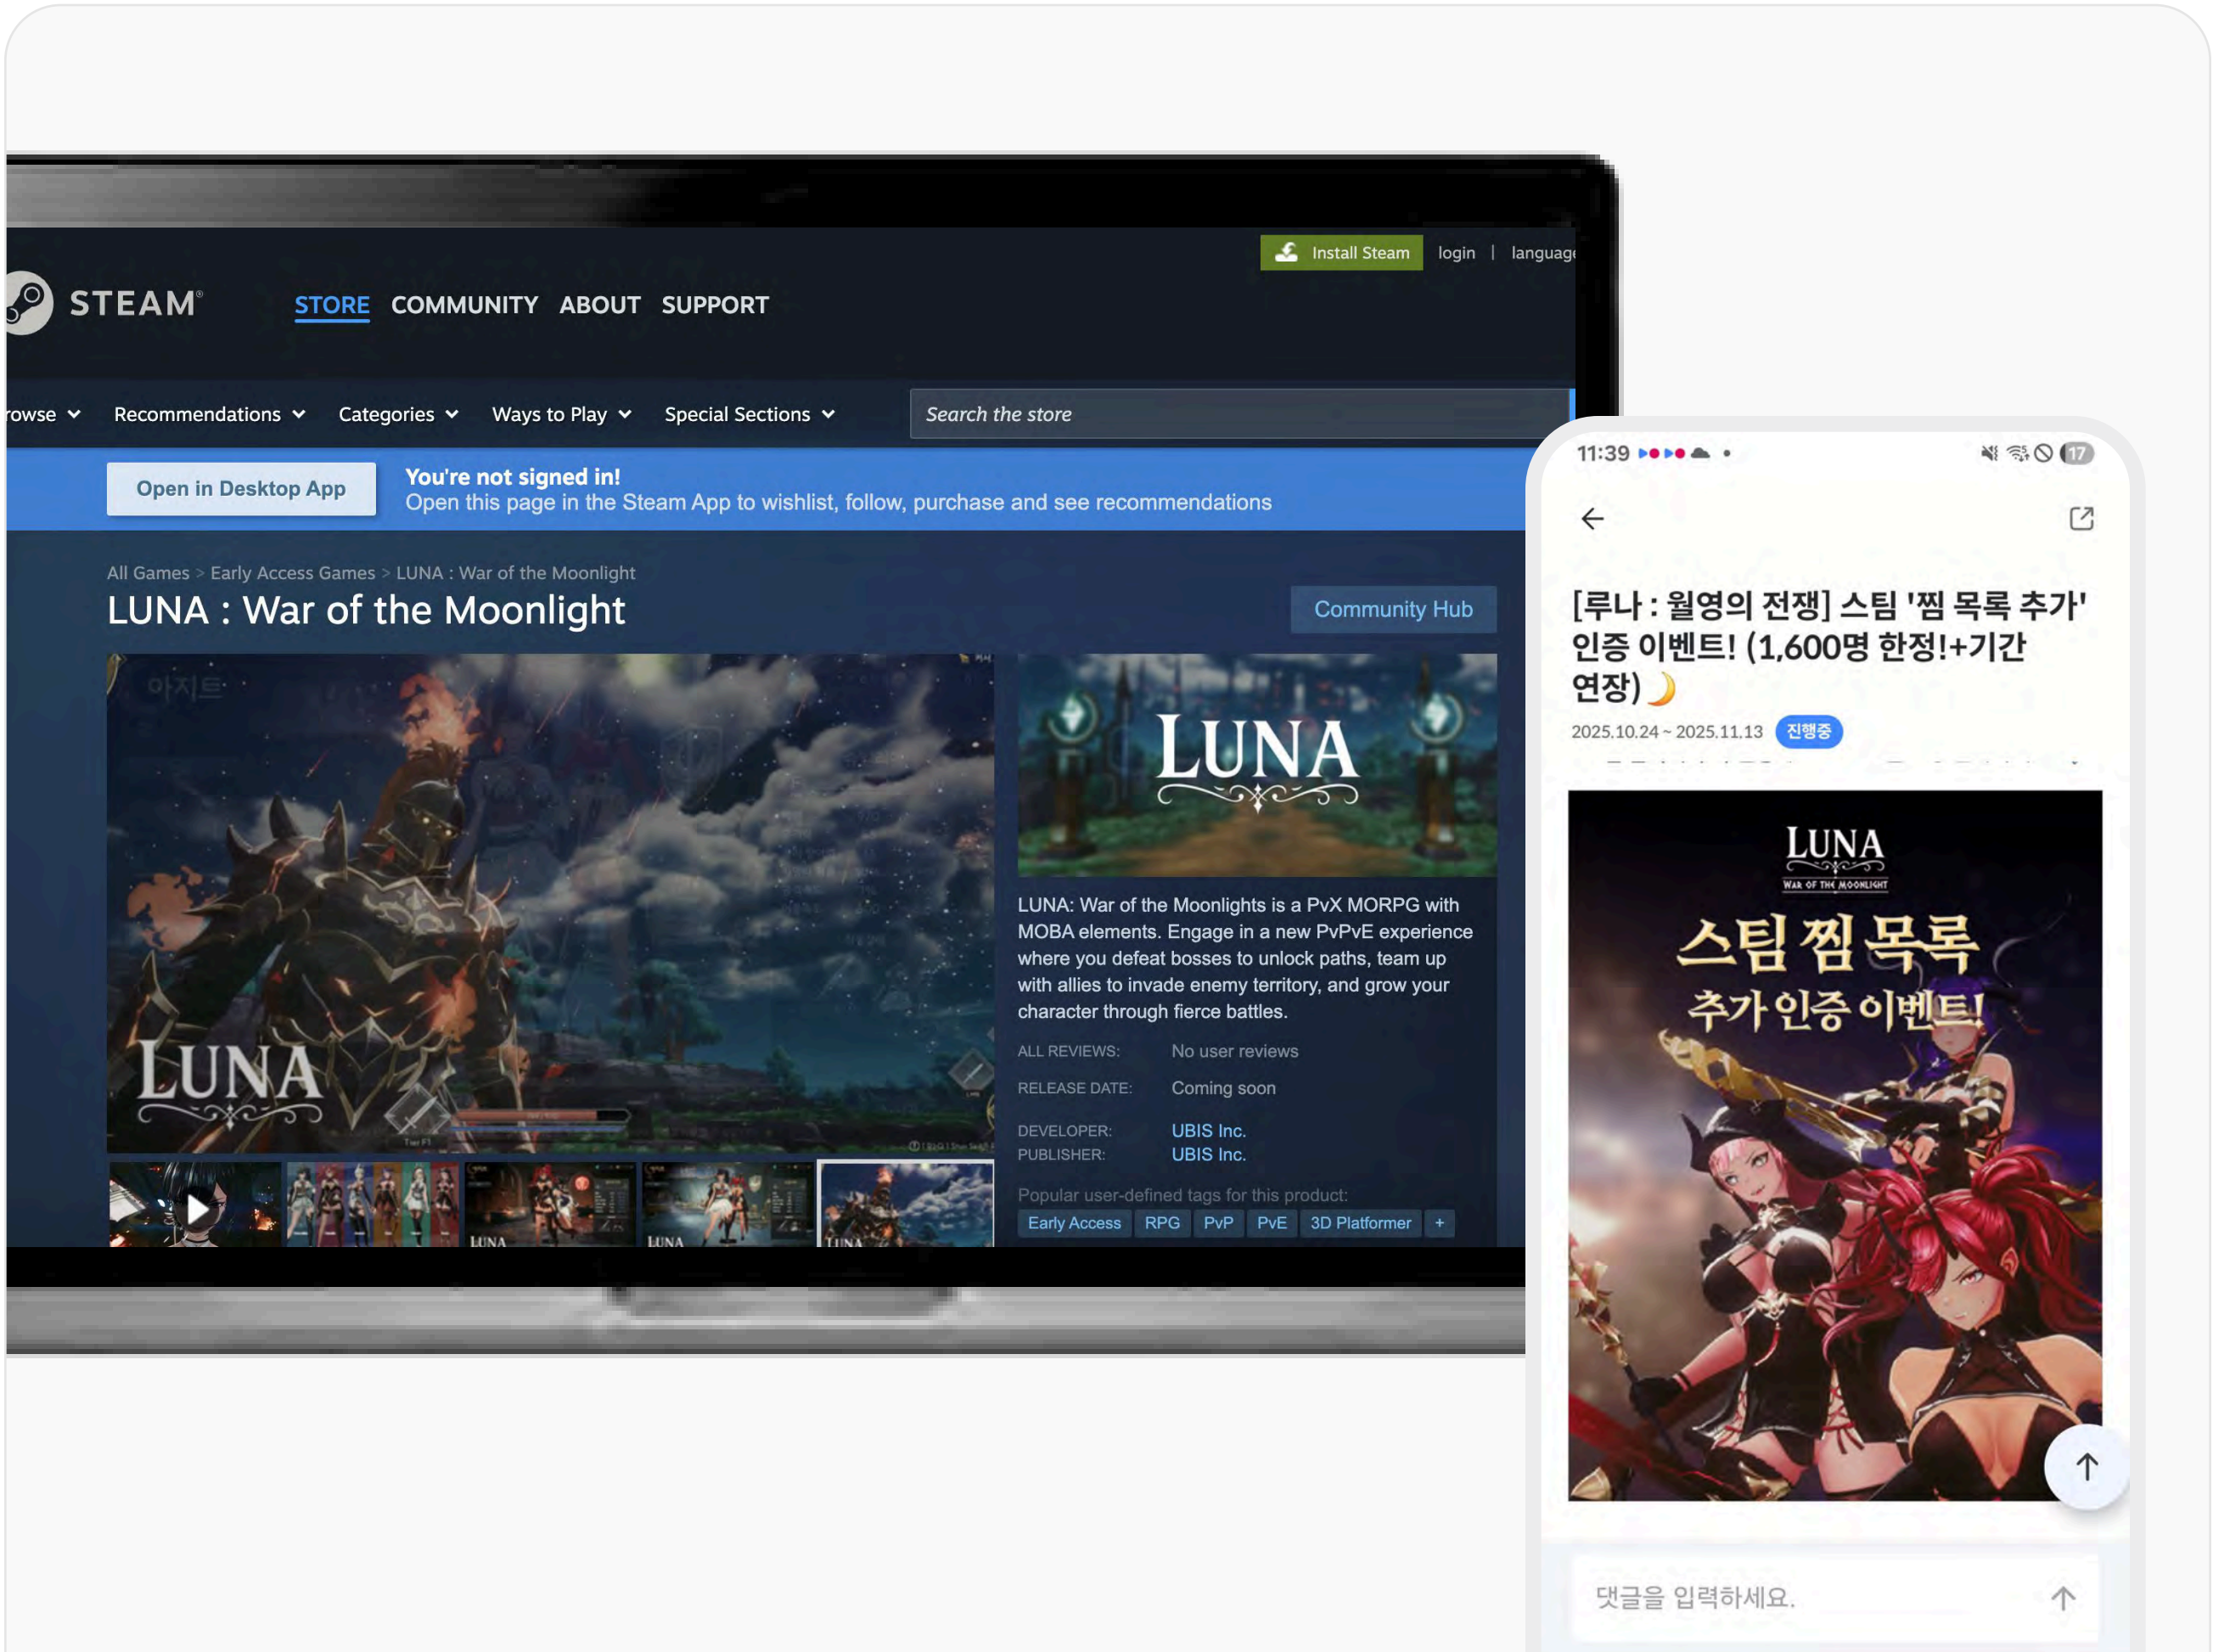 Install Steam login | language
STEAM®
STORE COMMUNITY ABOUT SUPPORT
rowse Recommendations Categories Ways to Play Special Sections
Search the store
Open in Desktop App
You're not signed in!
Open this page in the Steam App to wishlist, follow, purchase and see recommendations
All Games > Early Access Games > LUNA : War of the Moonlight
LUNA : War of the Moonlight
Community Hub
아지트
LUNA
Tier F1
LUNA
LUNA
LUNA
LUNA
LUNA: War of the Moonlights is a PvX MORPG with
MOBA elements. Engage in a new PvPvE experience
where you defeat bosses to unlock paths, team up
with allies to invade enemy territory, and grow your
character through fierce battles.
ALL REVIEWS: No user reviews
RELEASE DATE: Coming soon
DEVELOPER: UBIS Inc.
PUBLISHER: UBIS Inc.
Popular user-defined tags for this product:
Early Access RPG PvP PvE 3D Platformer +
11:39
17
[루나 : 월영의 전쟁] 스팀 '찜 목록 추가'
인증 이벤트! (1,600명 한정!+기간
연장)🌙
2025.10.24 ~ 2025.11.13 진행중
LUNA
WAR OF THE MOONLIGHT
스팀 찜 목록
추가 인증 이벤트!
댓글을 입력하세요.